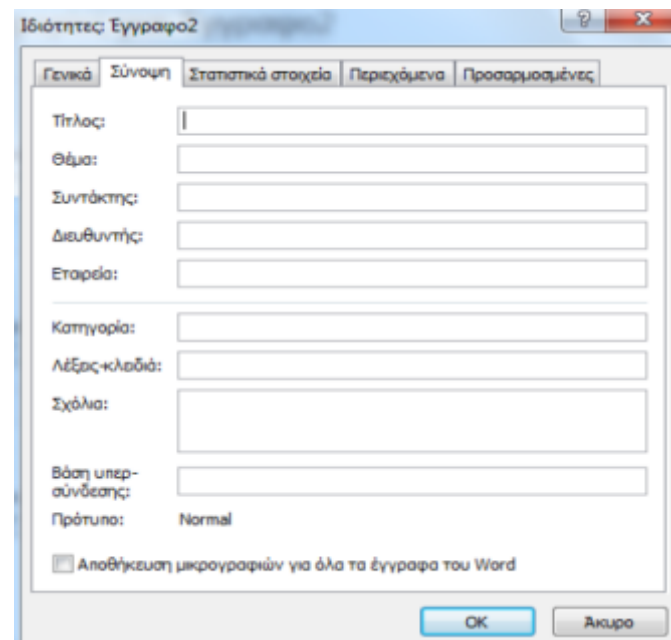 Ιδιότητες: Έγγραφο2
Γενικά Σύνοψη Στατιστικά στοιχεία Περιεχόμενα Προσαρμοσμένες
Τίτλος:
Θέμα:
Συντάκτης:
Διευθυντής:
Εταιρεία:
Κατηγορία:
Λέξεις-κλειδιά:
Σχόλια:
Βάση υπερ-
σύνδεσης:
Πρότυπο: Normal
Αποθήκευση μικρογραφιών για όλα τα έγγραφα του Word
OK Άκυρο